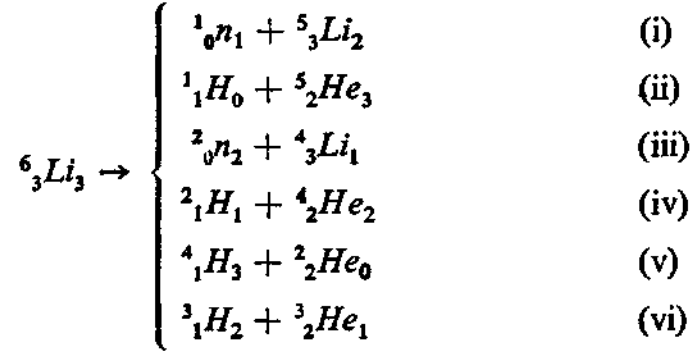 ¹₀n₁ + ⁵₃Li₂ (i)
¹₁H₀ + ⁵₂He₃ (ii)
²₀n₂ + ⁴₃Li₁ (iii)
⁶₃Li₃ → {
²₁H₁ + ⁴₂He₂ (iv)
⁴₁H₃ + ²₂He₀ (v)
³₁H₂ + ³₂He₁ (vi)